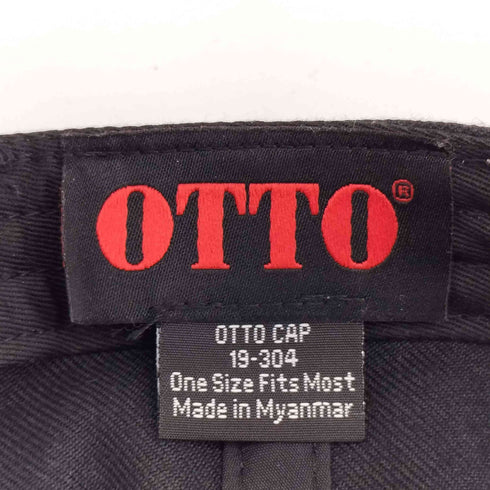 OTTO®
OTTO CAP
19-304
One Size Fits Most
Made in Myanmar